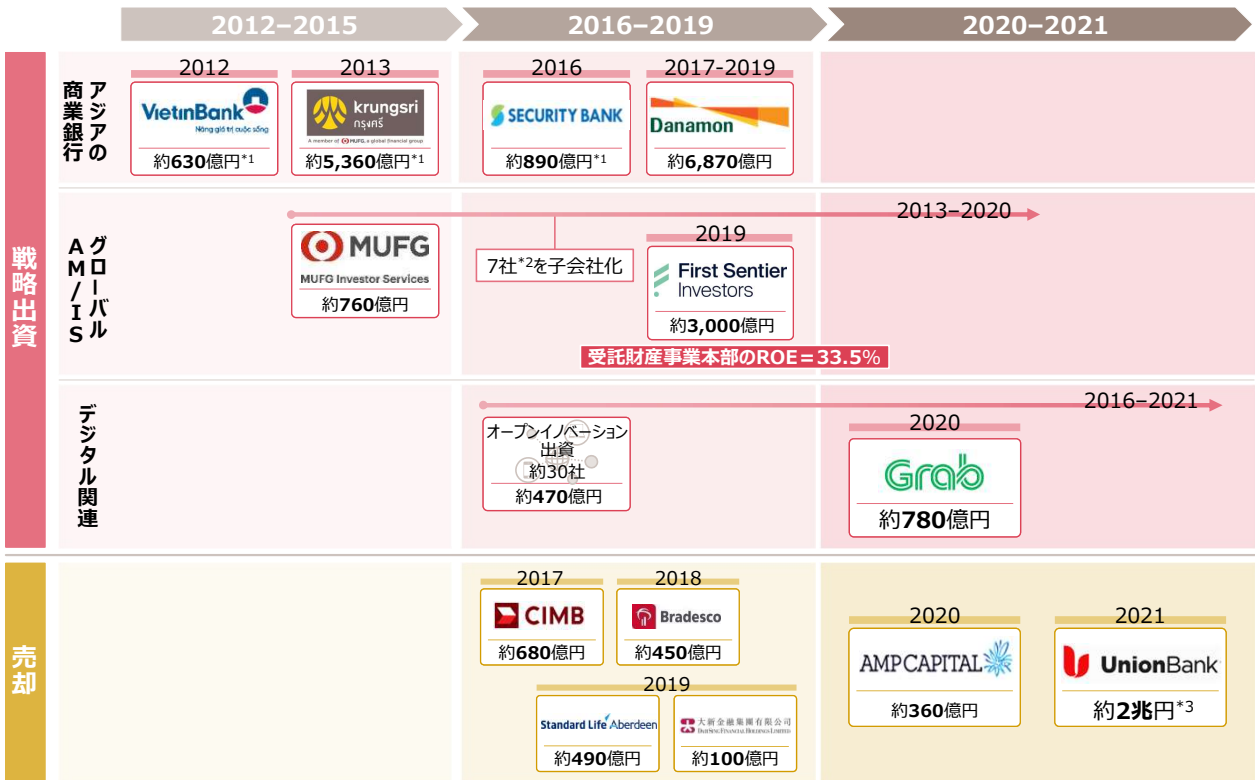 2012–2015
2016–2019
2020–2021
戦略出資
アジアの
商業銀行
2012
VietinBank
Nâng giá trị cuộc sống
約630億円*1
2013
krungsri
กรุงศรี
A member of MUFG, a global financial group
約5,360億円*1
2016
SECURITY BANK
約890億円*1
2017-2019
Danamon
約6,870億円
グローバル
AM/IS
2013–2020
MUFG
MUFG Investor Services
約760億円
7社*2を子会社化
2019
First Sentier
Investors
約3,000億円
受託財産事業本部のROE=33.5%
デジタル関連
2016–2021
オープンイノベーション
出資
約30社
約470億円
2020
Grab
約780億円
売却
2017
CIMB
約680億円
2018
Bradesco
約450億円
2019
Standard Life Aberdeen
約490億円
大新金融集團有限公司
DAH SING FINANCIAL HOLDINGS LIMITED
約100億円
2020
AMP CAPITAL
約360億円
2021
UnionBank
約2兆円*3